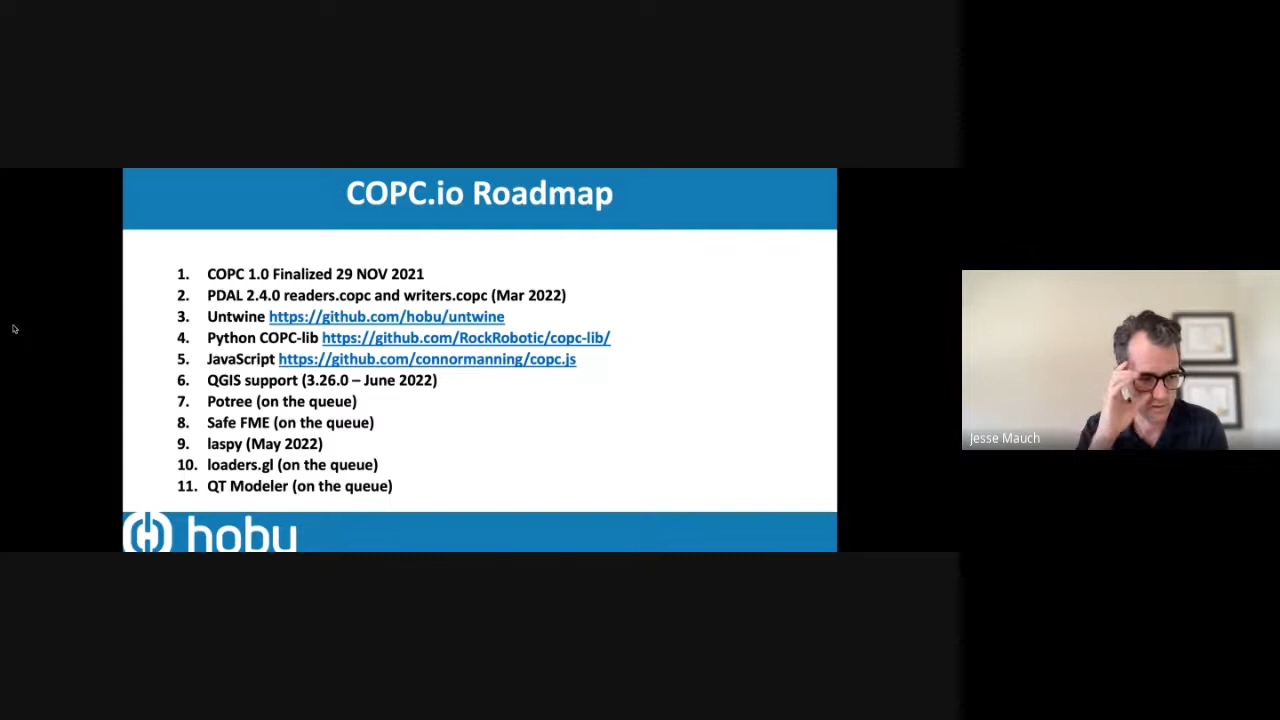 COPC.io Roadmap
1. COPC 1.0 Finalized 29 NOV 2021
2. PDAL 2.4.0 readers.copc and writers.copc (Mar 2022)
3. Untwine https://github.com/hobu/untwine
4. Python COPC-lib https://github.com/RockRobotic/copc-lib/
5. JavaScript https://github.com/connormanning/copc.js
6. QGIS support (3.26.0 – June 2022)
7. Potree (on the queue)
8. Safe FME (on the queue)
9. laspy (May 2022)
10. loaders.gl (on the queue)
11. QT Modeler (on the queue)
hobu
Jesse Mauch